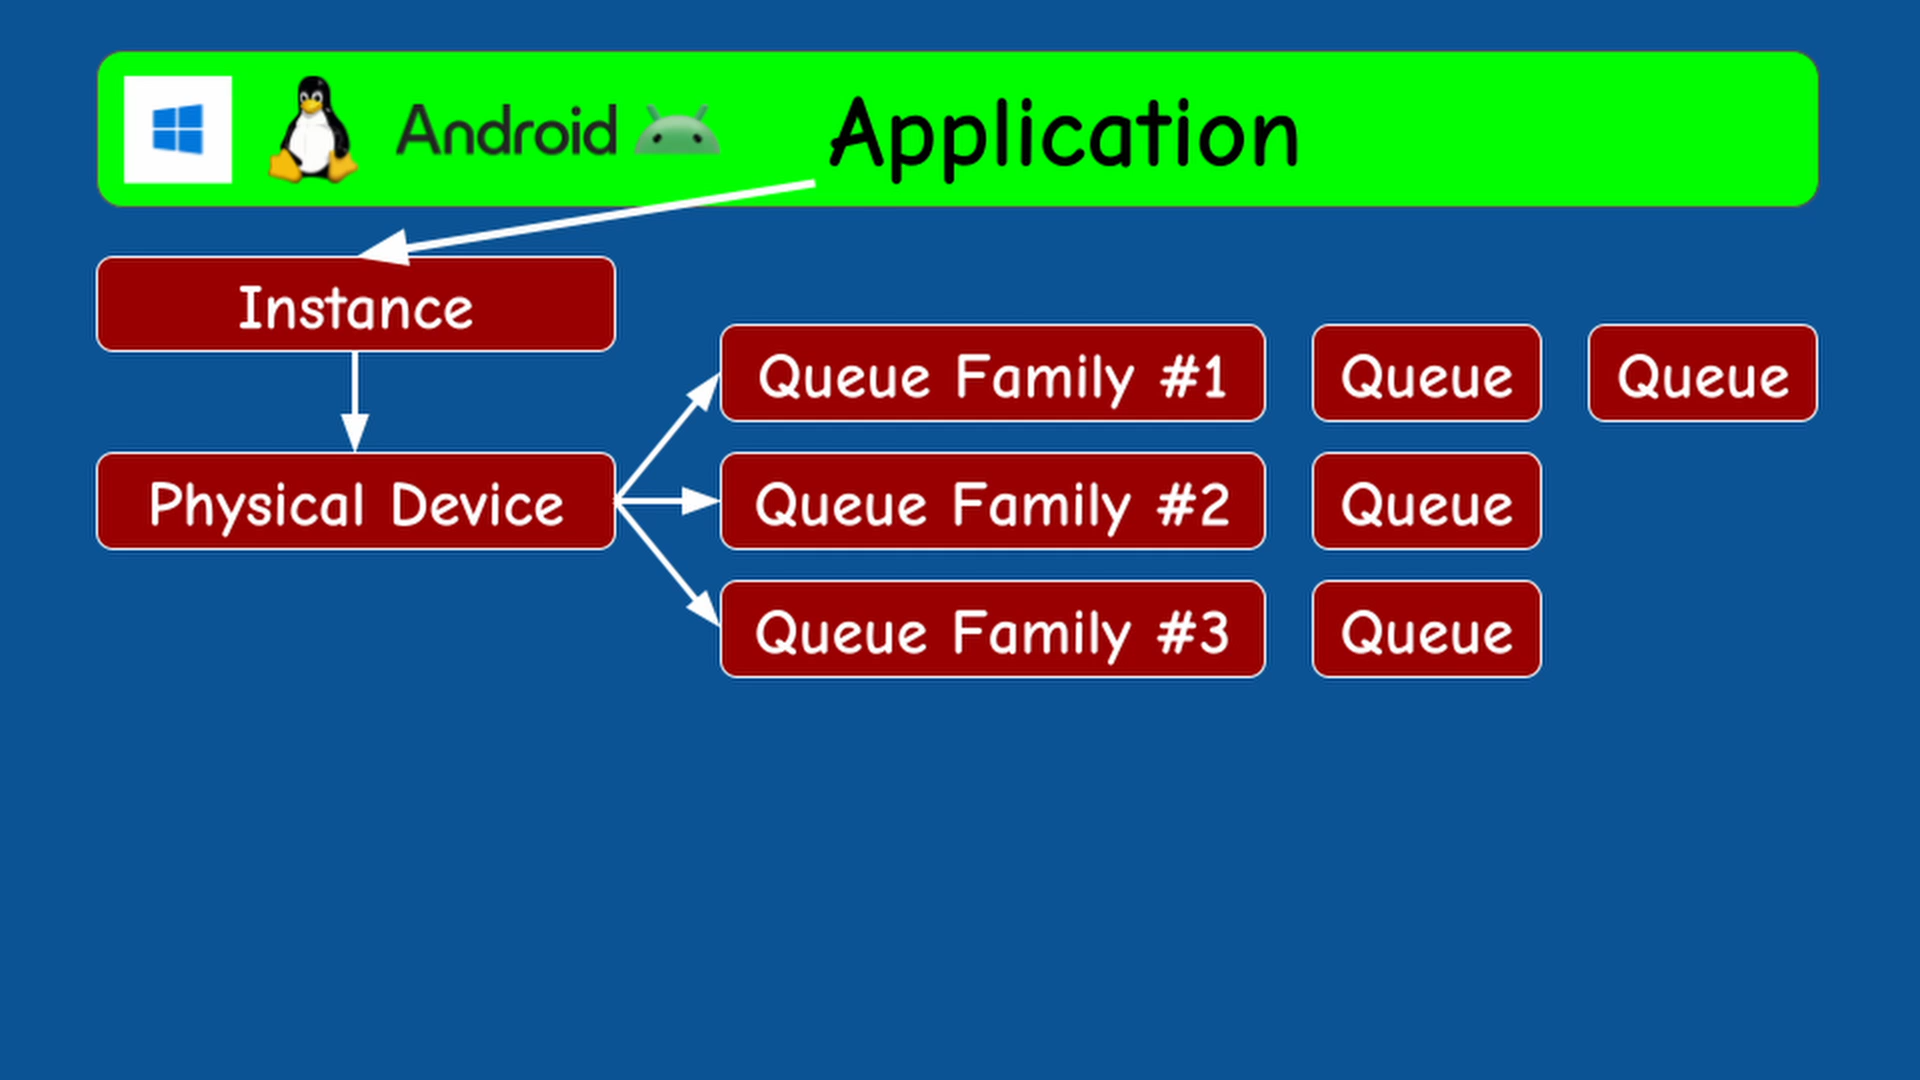 Android Application
Instance
Queue Family #1 Queue Queue
Physical Device Queue Family #2 Queue
Queue Family #3 Queue